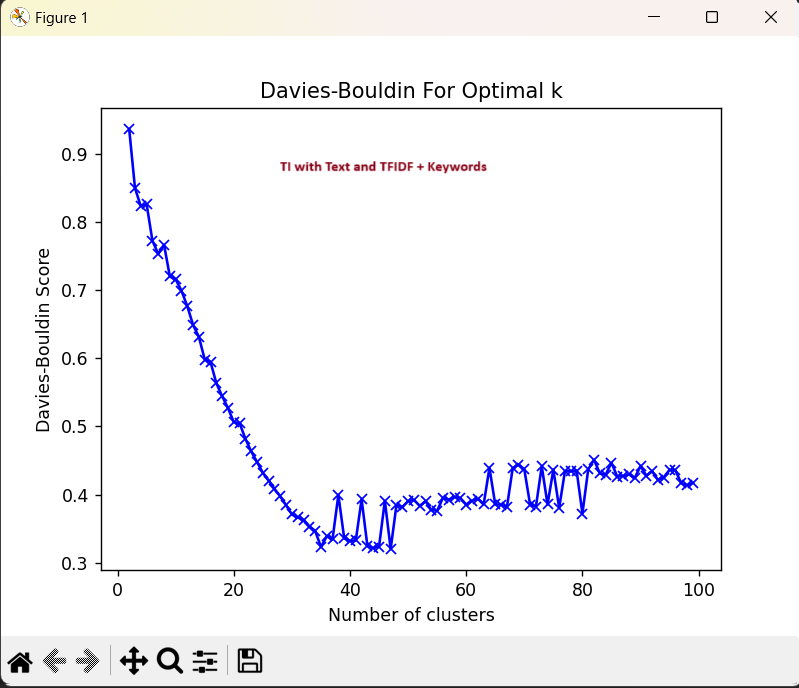 Figure 1
Davies-Bouldin For Optimal k
TI with Text and TFIDF + Keywords
Davies-Bouldin Score
0.9
0.8
0.7
0.6
0.5
0.4
0.3
0 20 40 60 80 100
Number of clusters